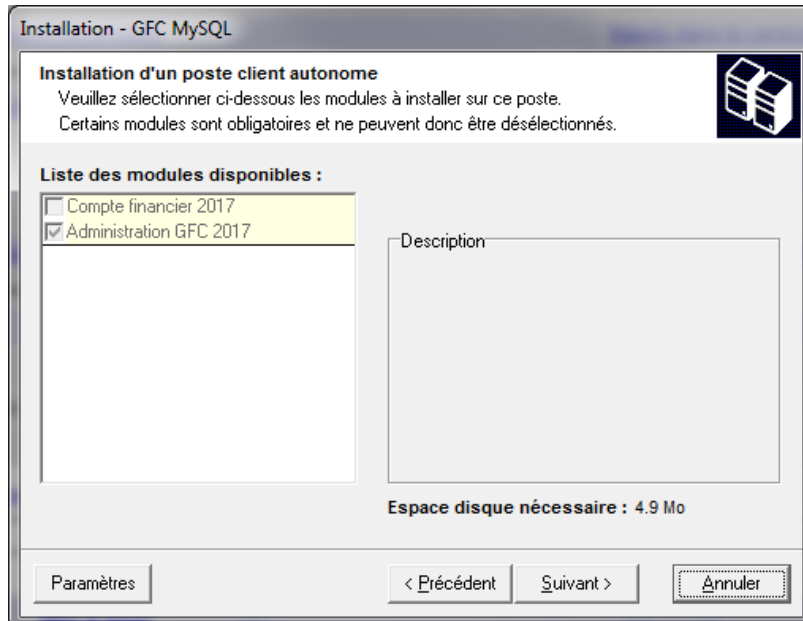 Installation - GFC MySQL
Installation d'un poste client autonome
Veuillez sélectionner ci-dessous les modules à installer sur ce poste.
Certains modules sont obligatoires et ne peuvent donc être désélectionnés.
Liste des modules disponibles :
Compte financier 2017
Administration GFC 2017
Description
Espace disque nécessaire : 4.9 Mo
Paramètres
< Précédent
Suivant >
Annuler